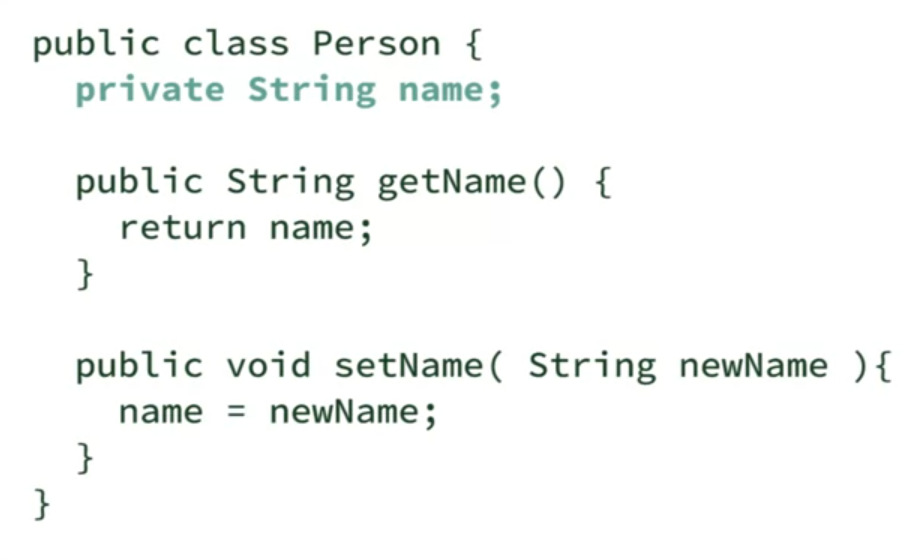 public class Person {
private String name;
public String getName() {
return name;
}
public void setName( String newName ){
name = newName;
}
}